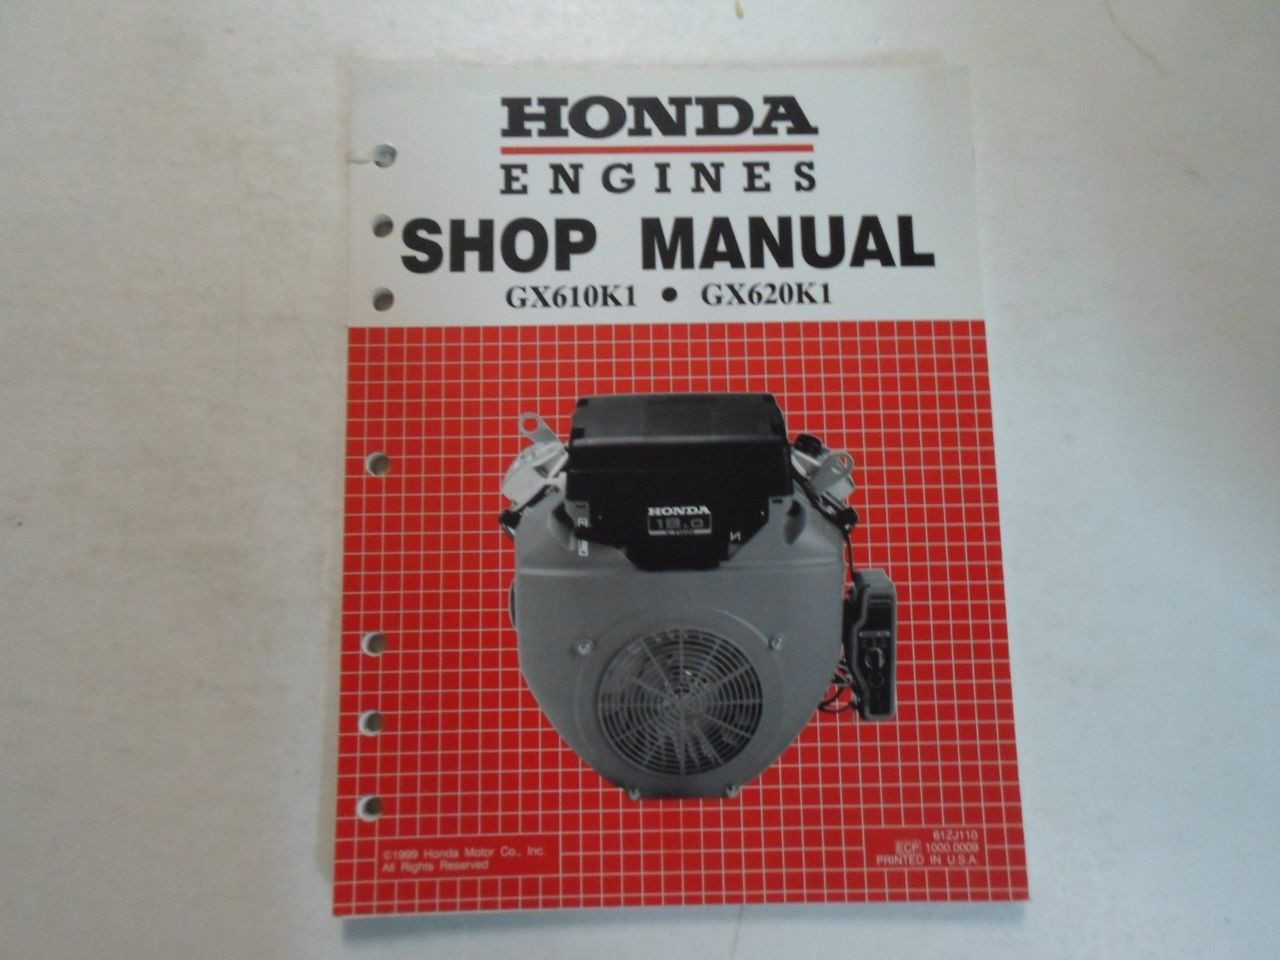 HONDA
ENGINES
SHOP MANUAL
GX610K1 • GX620K1
HONDA
18.0
V-TWIN
©1999 Honda Motor Co., Inc.
All Rights Reserved
61ZJ110
ECP 1000.0009
PRINTED IN U.S.A.